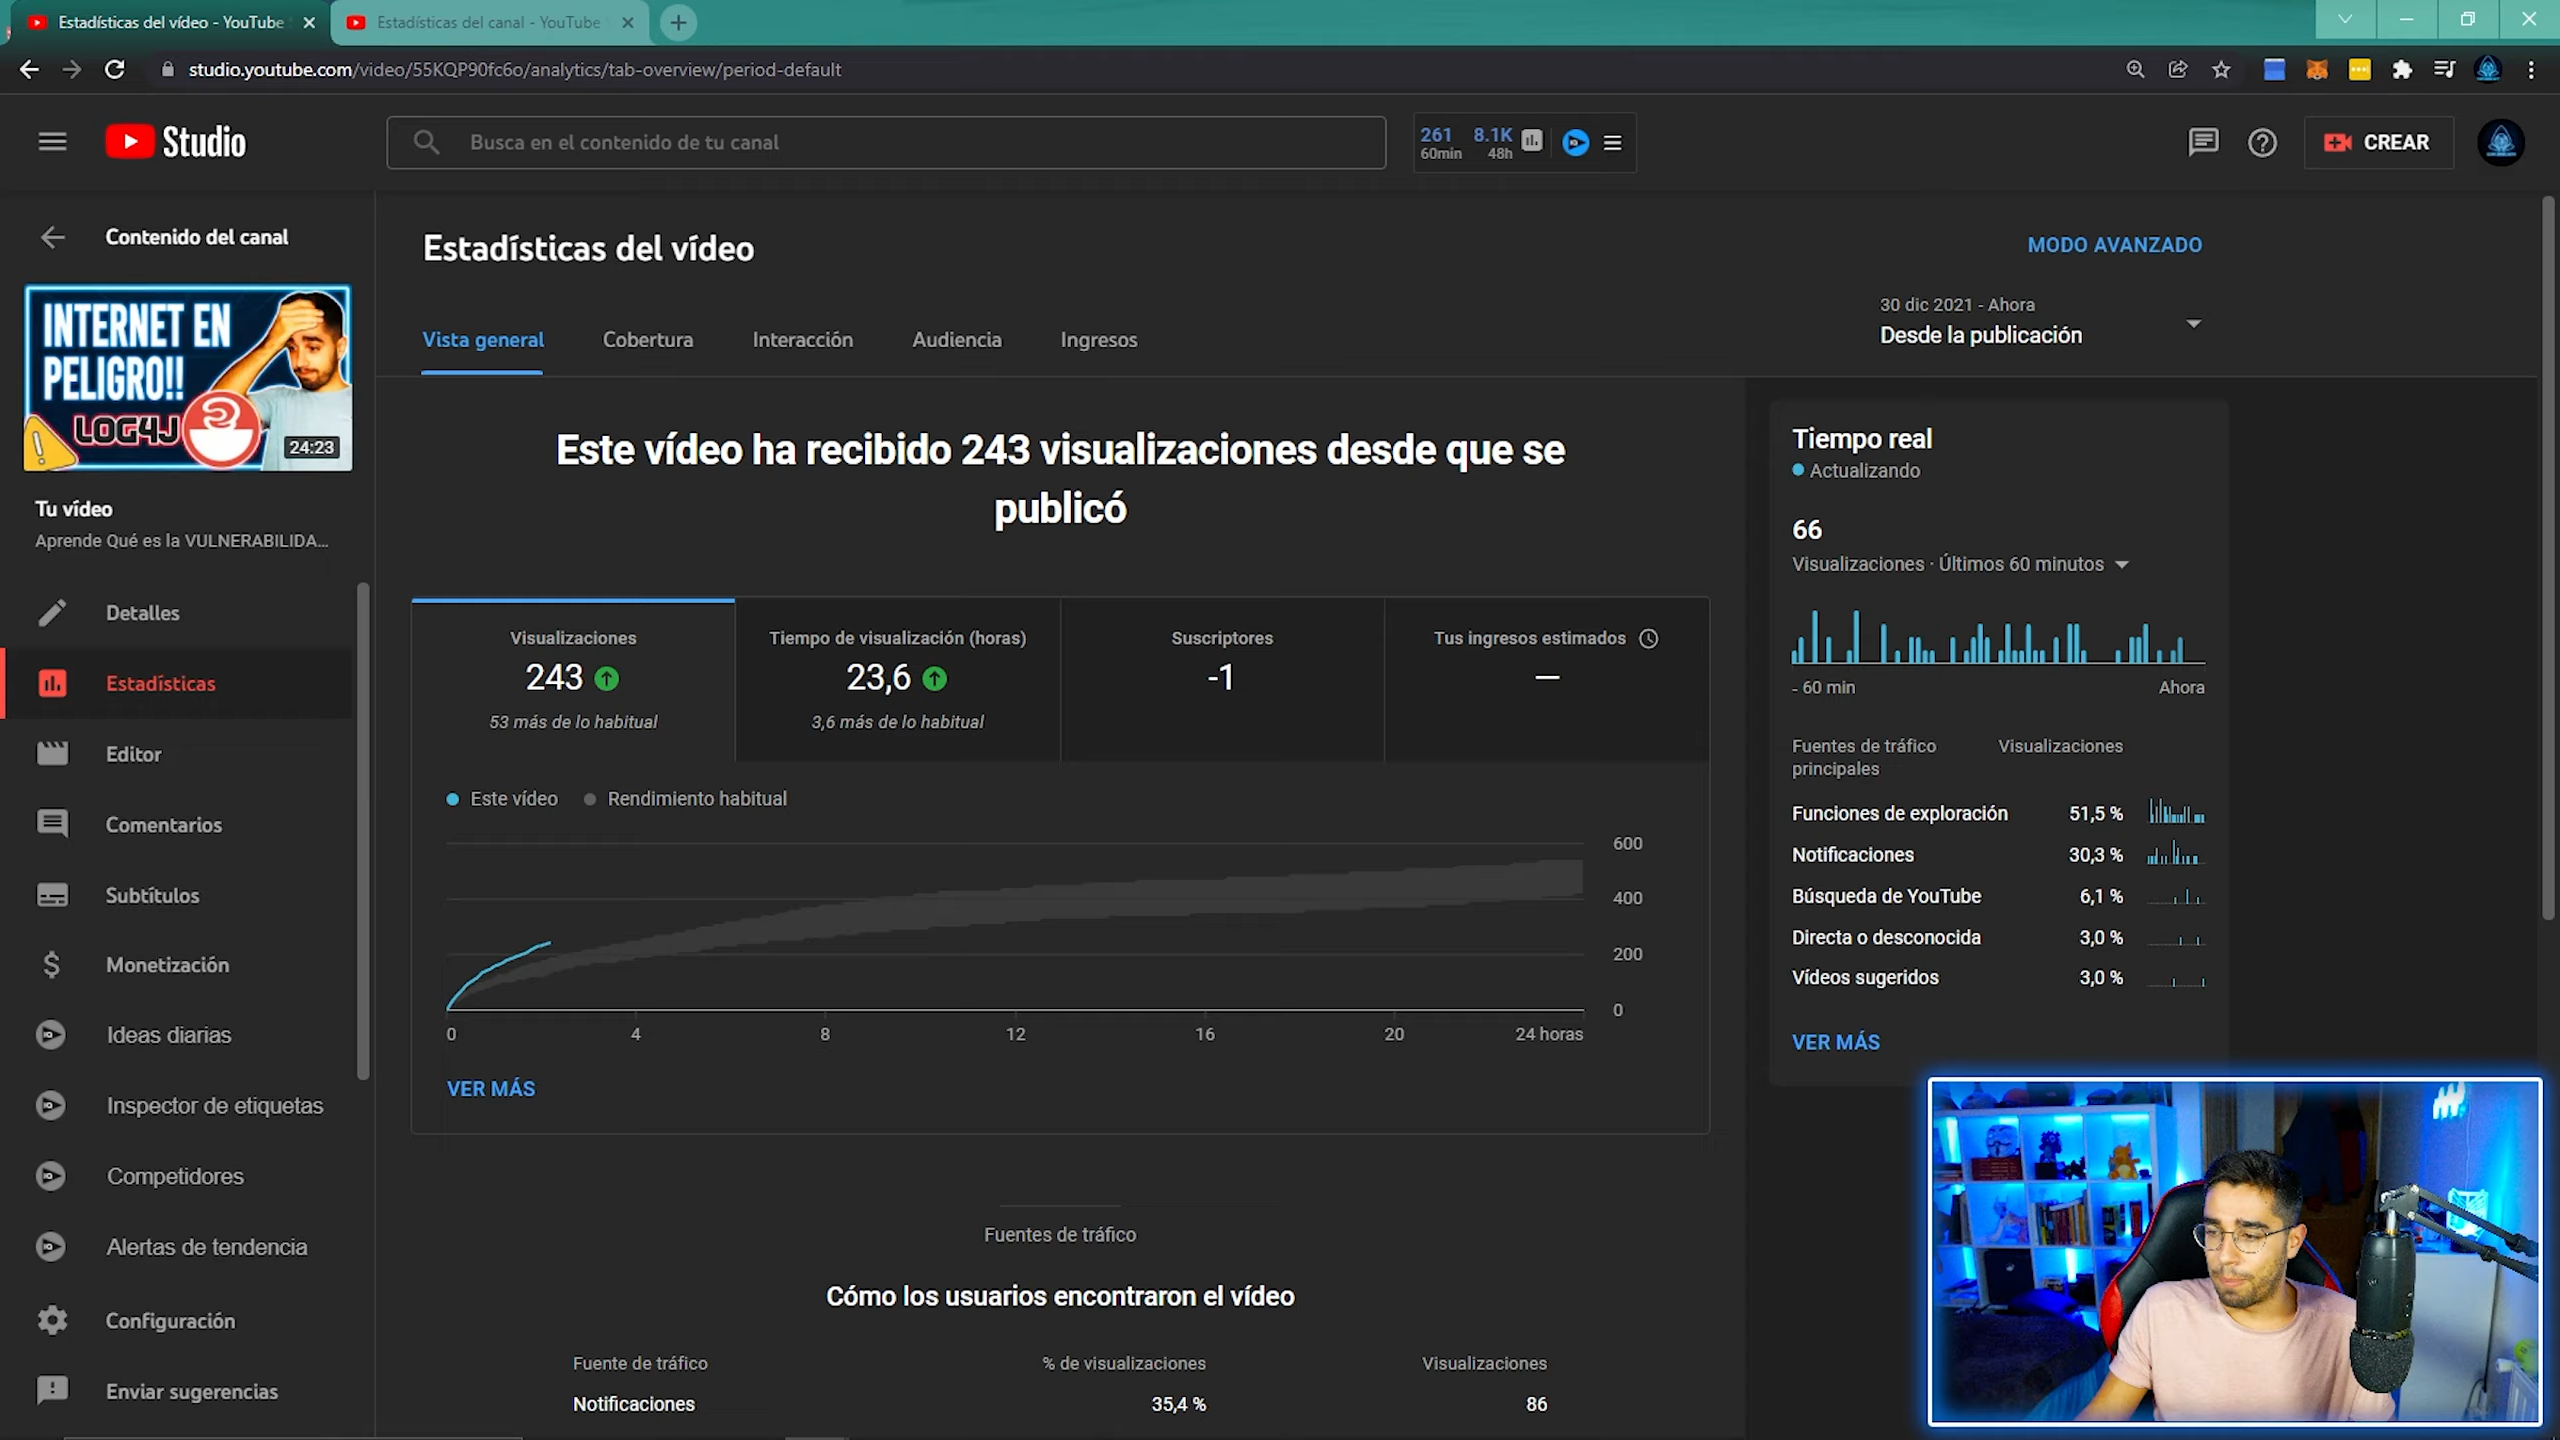 Estadísticas del vídeo - YouTube
Estadísticas del canal - YouTube
studio.youtube.com/video/55KQP90fc6o/analytics/tab-overview/period-default
Studio
Busca en el contenido de tu canal
261
60min
8.1K
48h
CREAR
Contenido del canal
INTERNET EN
PELIGRO!!
LOG4J
24:23
Tu vídeo
Aprende Qué es la VULNERABILIDA...
Detalles
Estadísticas
Editor
Comentarios
Subtítulos
Monetización
Ideas diarias
Inspector de etiquetas
Competidores
Alertas de tendencia
Configuración
Enviar sugerencias
Estadísticas del vídeo
MODO AVANZADO
Vista general
Cobertura
Interacción
Audiencia
Ingresos
30 dic 2021 - Ahora
Desde la publicación
Este vídeo ha recibido 243 visualizaciones desde que se
publicó
Visualizaciones
243
53 más de lo habitual
Tiempo de visualización (horas)
23,6
3,6 más de lo habitual
Suscriptores
-1
Tus ingresos estimados
—
Este vídeo
Rendimiento habitual
600
400
200
0
0 4 8 12 16 20 24 horas
VER MÁS
Fuentes de tráfico
Cómo los usuarios encontraron el vídeo
Fuente de tráfico % de visualizaciones Visualizaciones
Notificaciones 35,4 % 86
Tiempo real
Actualizando
66
Visualizaciones · Últimos 60 minutos
- 60 min Ahora
Fuentes de tráfico
principales
Visualizaciones
Funciones de exploración 51,5 %
Notificaciones 30,3 %
Búsqueda de YouTube 6,1 %
Directa o desconocida 3,0 %
Vídeos sugeridos 3,0 %
VER MÁS